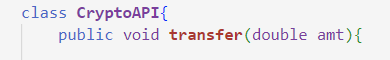 class CryptoAPI{
public void transfer(double amt){